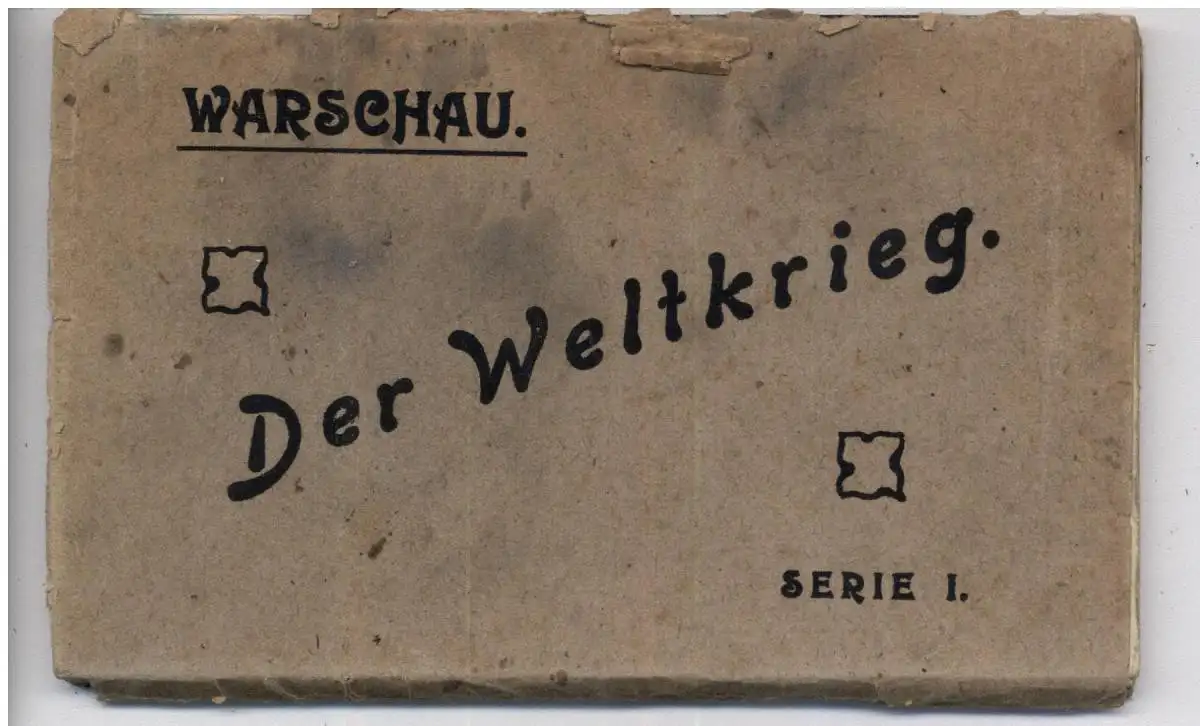 WARSCHAU.
Der Weltkrieg.
SERIE I.